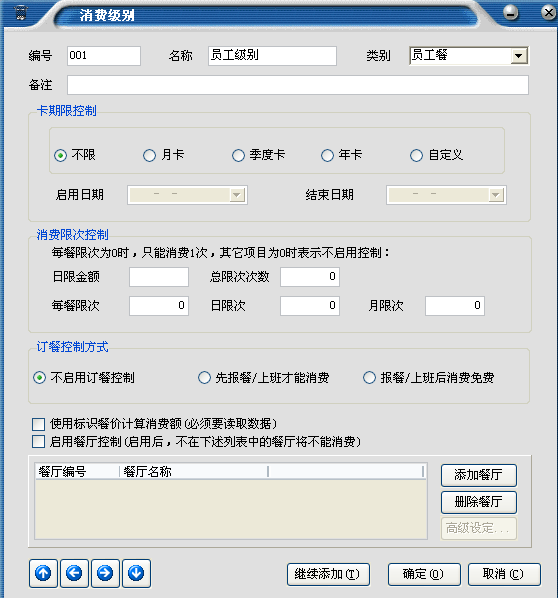 消费级别
编号 001 名称 员工级别 类别 员工餐
备注
卡期限控制
不限 月卡 季度卡 年卡 自定义
启用日期 - - 结束日期 - -
消费限次控制
每餐限次为0时，只能消费1次，其它项目为0时表示不启用控制：
日限金额 总限次次数 0
每餐限次 0 日限次 0 月限次 0
订餐控制方式
不启用订餐控制 先报餐/上班才能消费 报餐/上班后消费免费
使用标识餐价计算消费额(必须要读取数据)
启用餐厅控制(启用后，不在下述列表中的餐厅将不能消费)
餐厅编号 餐厅名称
添加餐厅
删除餐厅
高级设定...
继续添加(T) 确定(O) 取消(C)